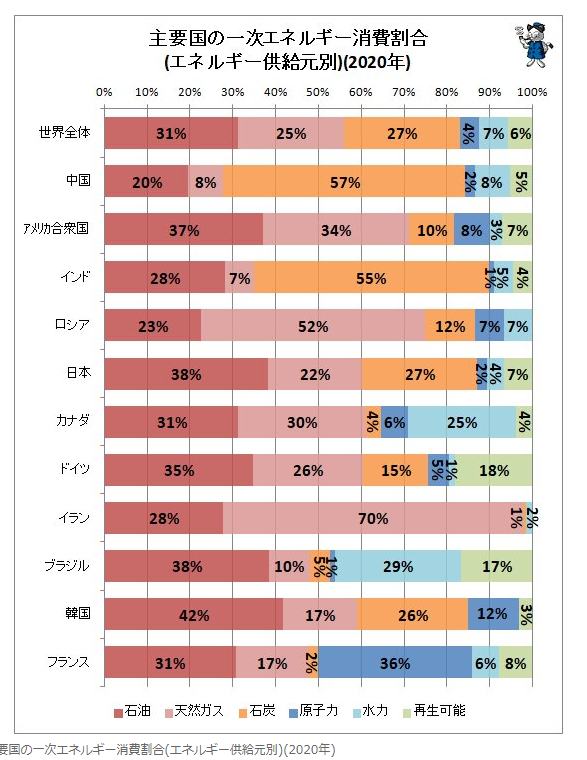 主要国の一次エネルギー消費割合
(エネルギー供給元別)(2020年)
0% 10% 20% 30% 40% 50% 60% 70% 80% 90% 100%
世界全体 31% 25% 27% 4% 7% 6%
中国 20% 8% 57% 2% 8% 5%
アメリカ合衆国 37% 34% 10% 8% 3% 7%
インド 28% 7% 55% 1% 5% 4%
ロシア 23% 52% 12% 7% 7%
日本 38% 22% 27% 2% 4% 7%
カナダ 31% 30% 4% 6% 25% 4%
ドイツ 35% 26% 15% 5% 1% 18%
イラン 28% 70% 1% 2%
ブラジル 38% 10% 5% 1% 29% 17%
韓国 42% 17% 26% 12% 3%
フランス 31% 17% 2% 36% 6% 8%
石油 天然ガス 石炭 原子力 水力 再生可能
要国の一次エネルギー消費割合(エネルギー供給元別)(2020年)